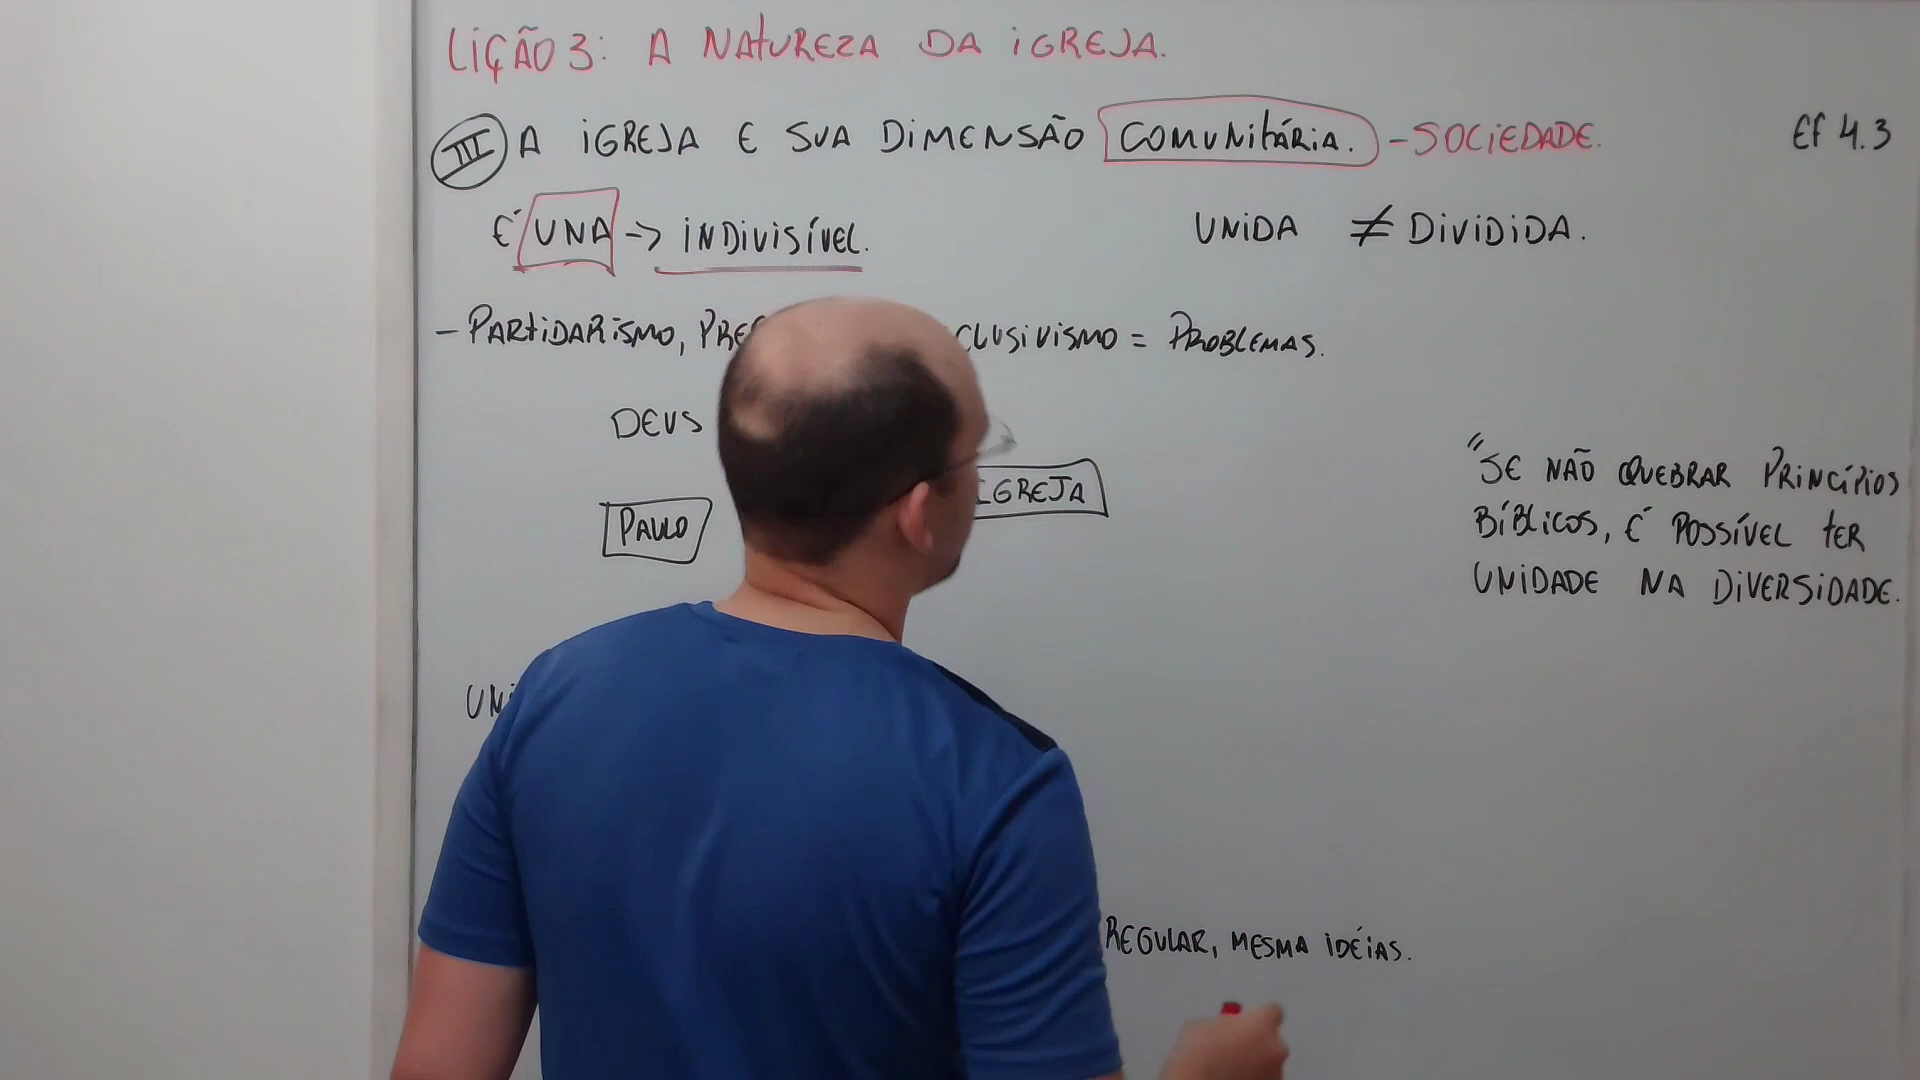 LIÇÃO 3: A NATUREZA DA IGREJA.
III A IGREJA E SUA DIMENSÃO COMUNITÁRIA. - SOCIEDADE. Ef 4.3
É UNA -> INDIVISÍVEL. UNIDA ≠ DIVIDIDA.
- PARTIDARISMO, = PROBLEMAS.
DEUS
IGREJA
PAULO
"SE NÃO QUEBRAR PRINCÍPIOS
BÍBLICOS, É POSSÍVEL TER
UNIDADE NA DIVERSIDADE.
REGULAR, MESMA IDÉIAS.